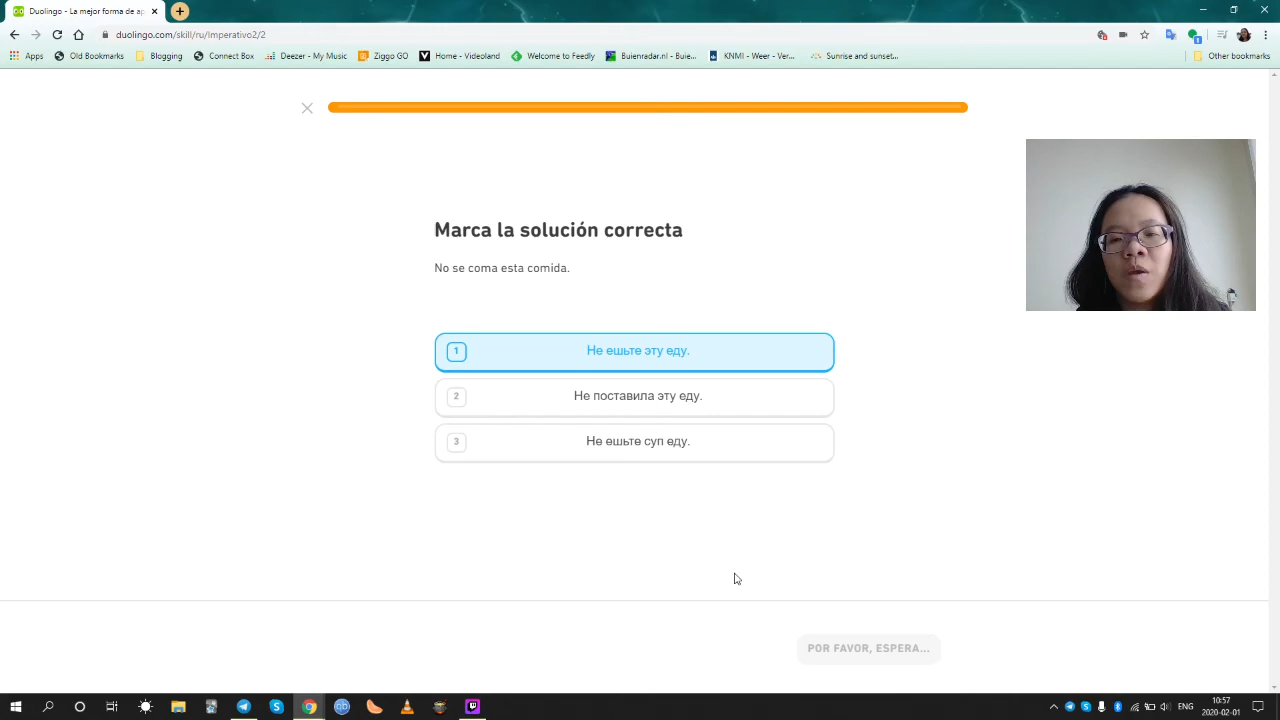 Duolingo - La mejor forma de ap
duolingo.com/skill/ru/Imperativo2/2
Apps Old Bookmarks Blogging Connect Box Deezer - My Music Ziggo GO Home - Videoland Welcome to Feedly Buienradar.nl - Buie... KNMI - Weer - Ver... Sunrise and sunset... Other bookmarks
Marca la solución correcta
No se coma esta comida.
1 Не ешьте эту еду.
2 Не поставила эту еду.
3 Не ешьте суп еду.
POR FAVOR, ESPERA...
ENG
10:57
2020-02-01